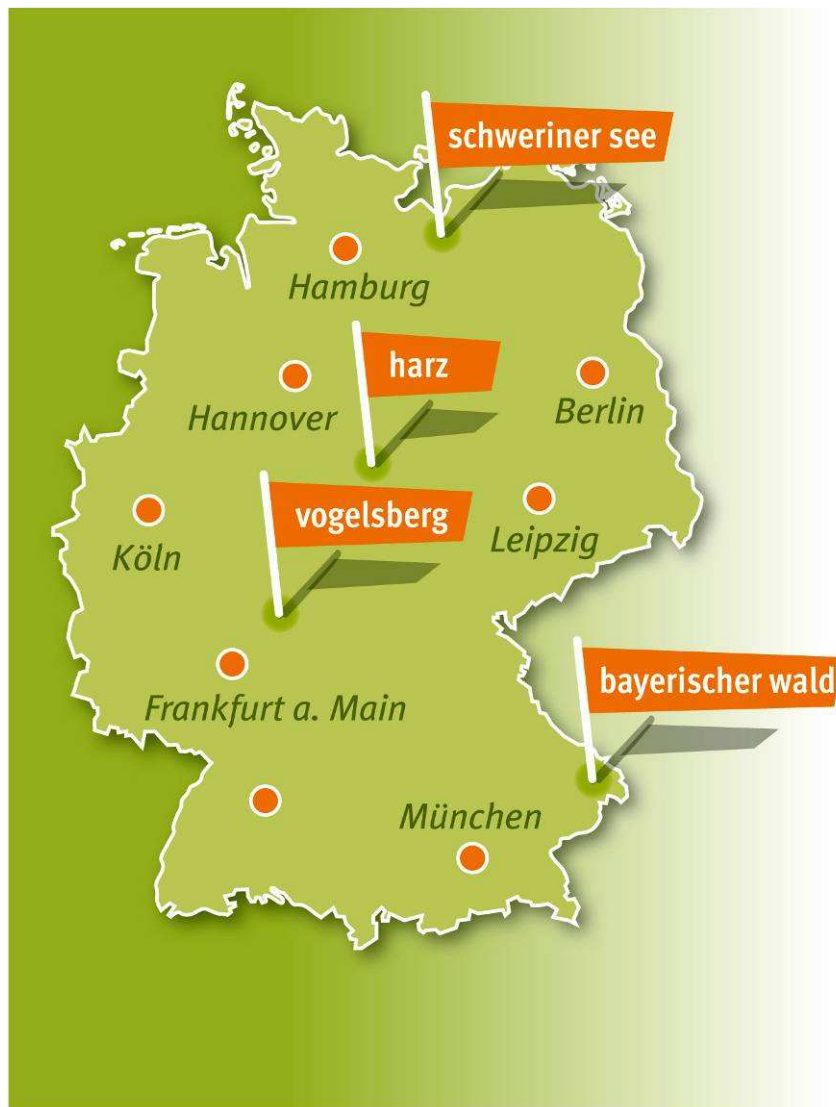 schweriner see
Hamburg
harz
Hannover
Berlin
vogelsberg
Leipzig
Köln
bayerischer wald
Frankfurt a. Main
München